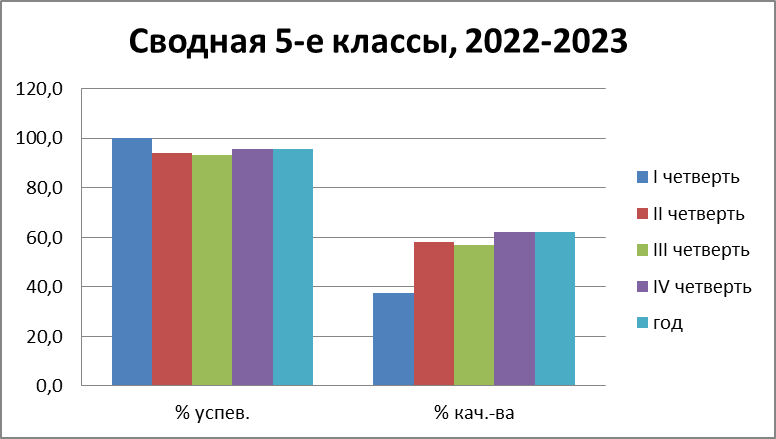 Сводная 5-е классы, 2022-2023
120,0
100,0
80,0
60,0
40,0
20,0
0,0
% успев.
% кач.-ва
I четверть
II четверть
III четверть
IV четверть
год